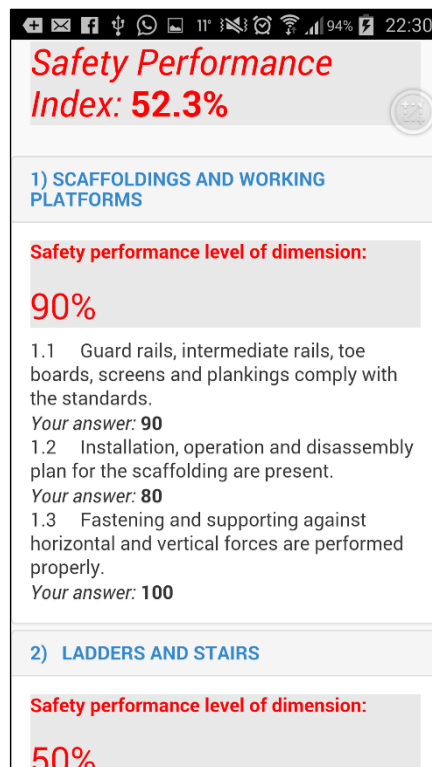 11° 94% 22:30
Safety Performance
Index: 52.3%
1) SCAFFOLDINGS AND WORKING
PLATFORMS
Safety performance level of dimension:
90%
1.1 Guard rails, intermediate rails, toe
boards, screens and plankings comply with
the standards.
Your answer: 90
1.2 Installation, operation and disassembly
plan for the scaffolding are present.
Your answer: 80
1.3 Fastening and supporting against
horizontal and vertical forces are performed
properly.
Your answer: 100
2) LADDERS AND STAIRS
Safety performance level of dimension:
50%